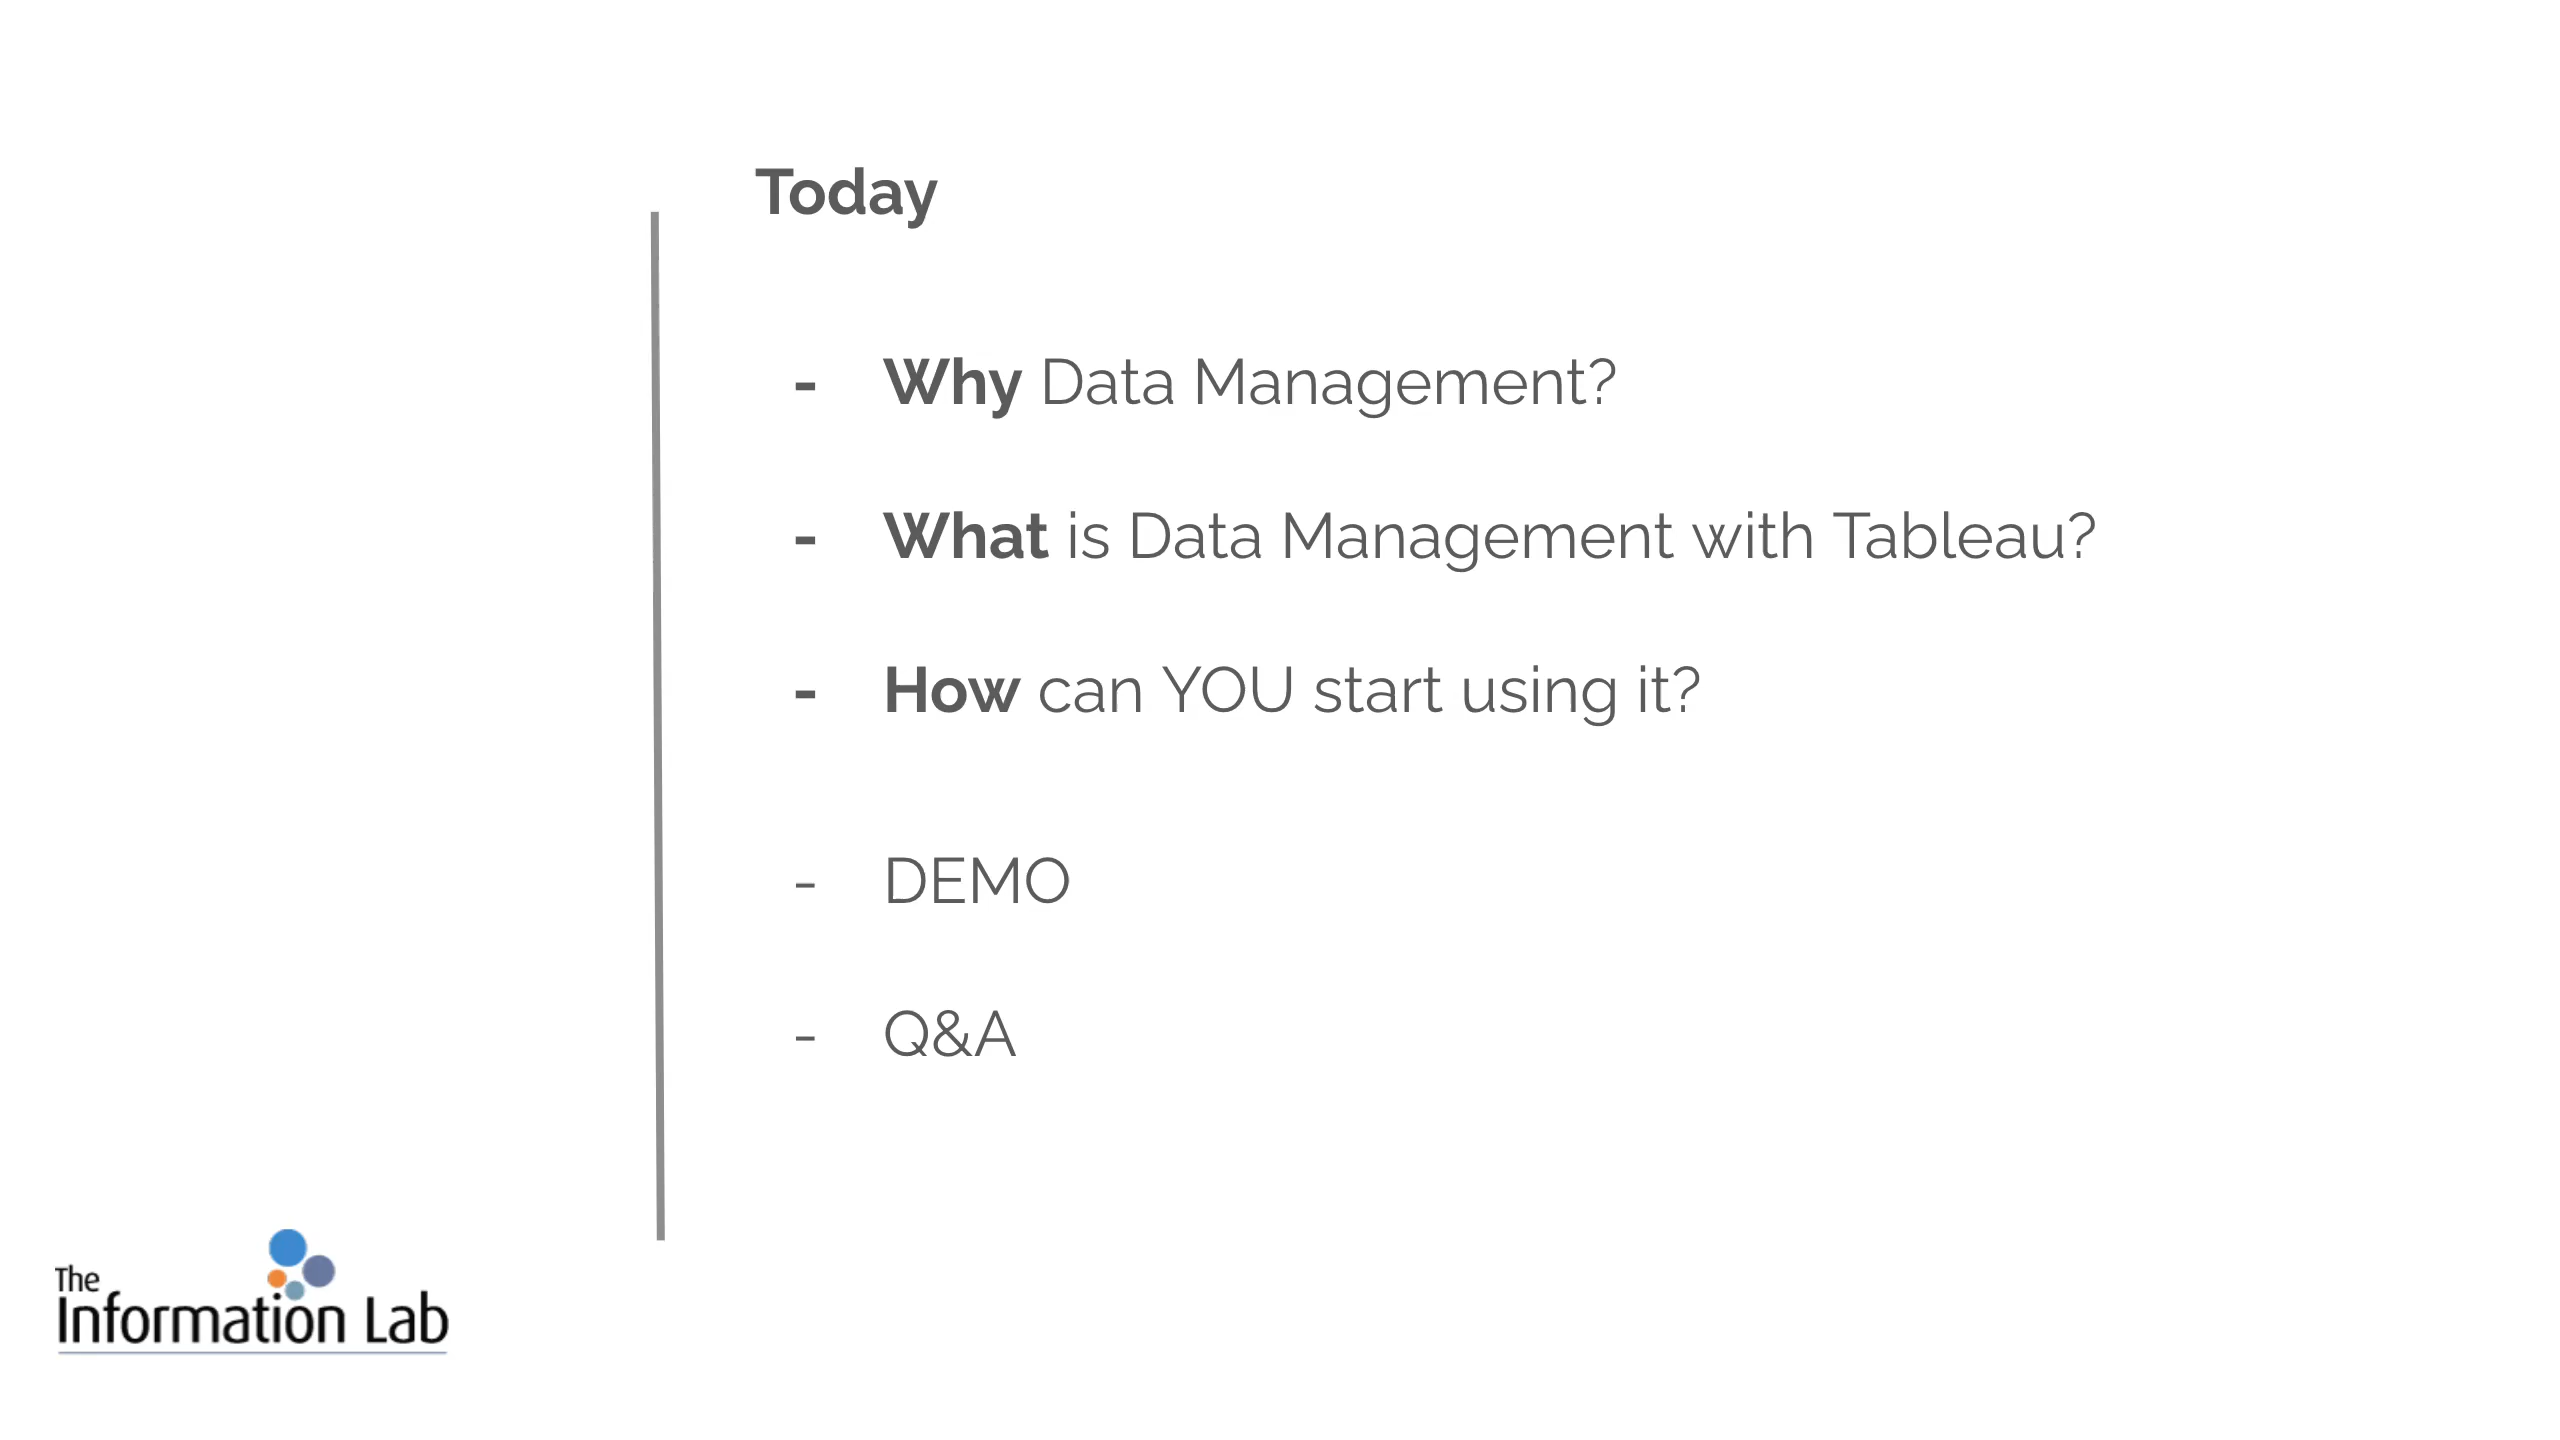 Today
- Why Data Management?
- What is Data Management with Tableau?
- How can YOU start using it?
- DEMO
- Q&A
The
Information Lab